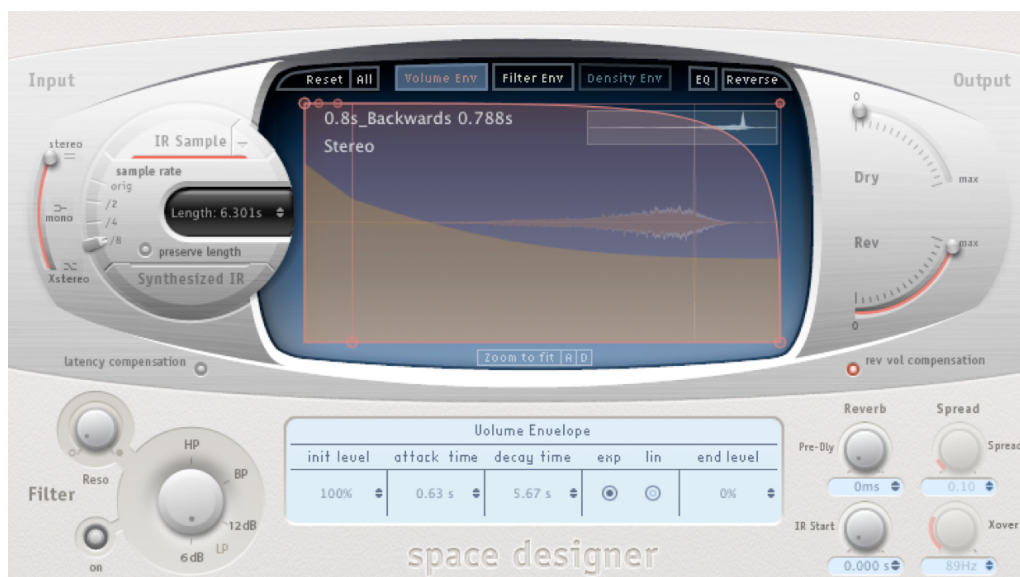 Input
Output
Reset All Volume Env Filter Env Density Env EQ Reverse
0.8s_Backwards 0.788s
Stereo
IR Sample
sample rate
orig
/2
/4
/8
Length: 6.301s
preserve length
Synthesized IR
stereo
mono
Xstereo
latency compensation
0
Dry
max
Rev
max
0
rev vol compensation
Zoom to fit A D
Reso
Filter
on
HP
BP
12dB
LP
6dB
Volume Envelope
init level attack time decay time exp lin end level
100% 0.63 s 5.67 s 0%
space designer
Reverb Spread
Pre-Dly Spread
0ms 0.10
IR Start Xover
0.000 s 89Hz